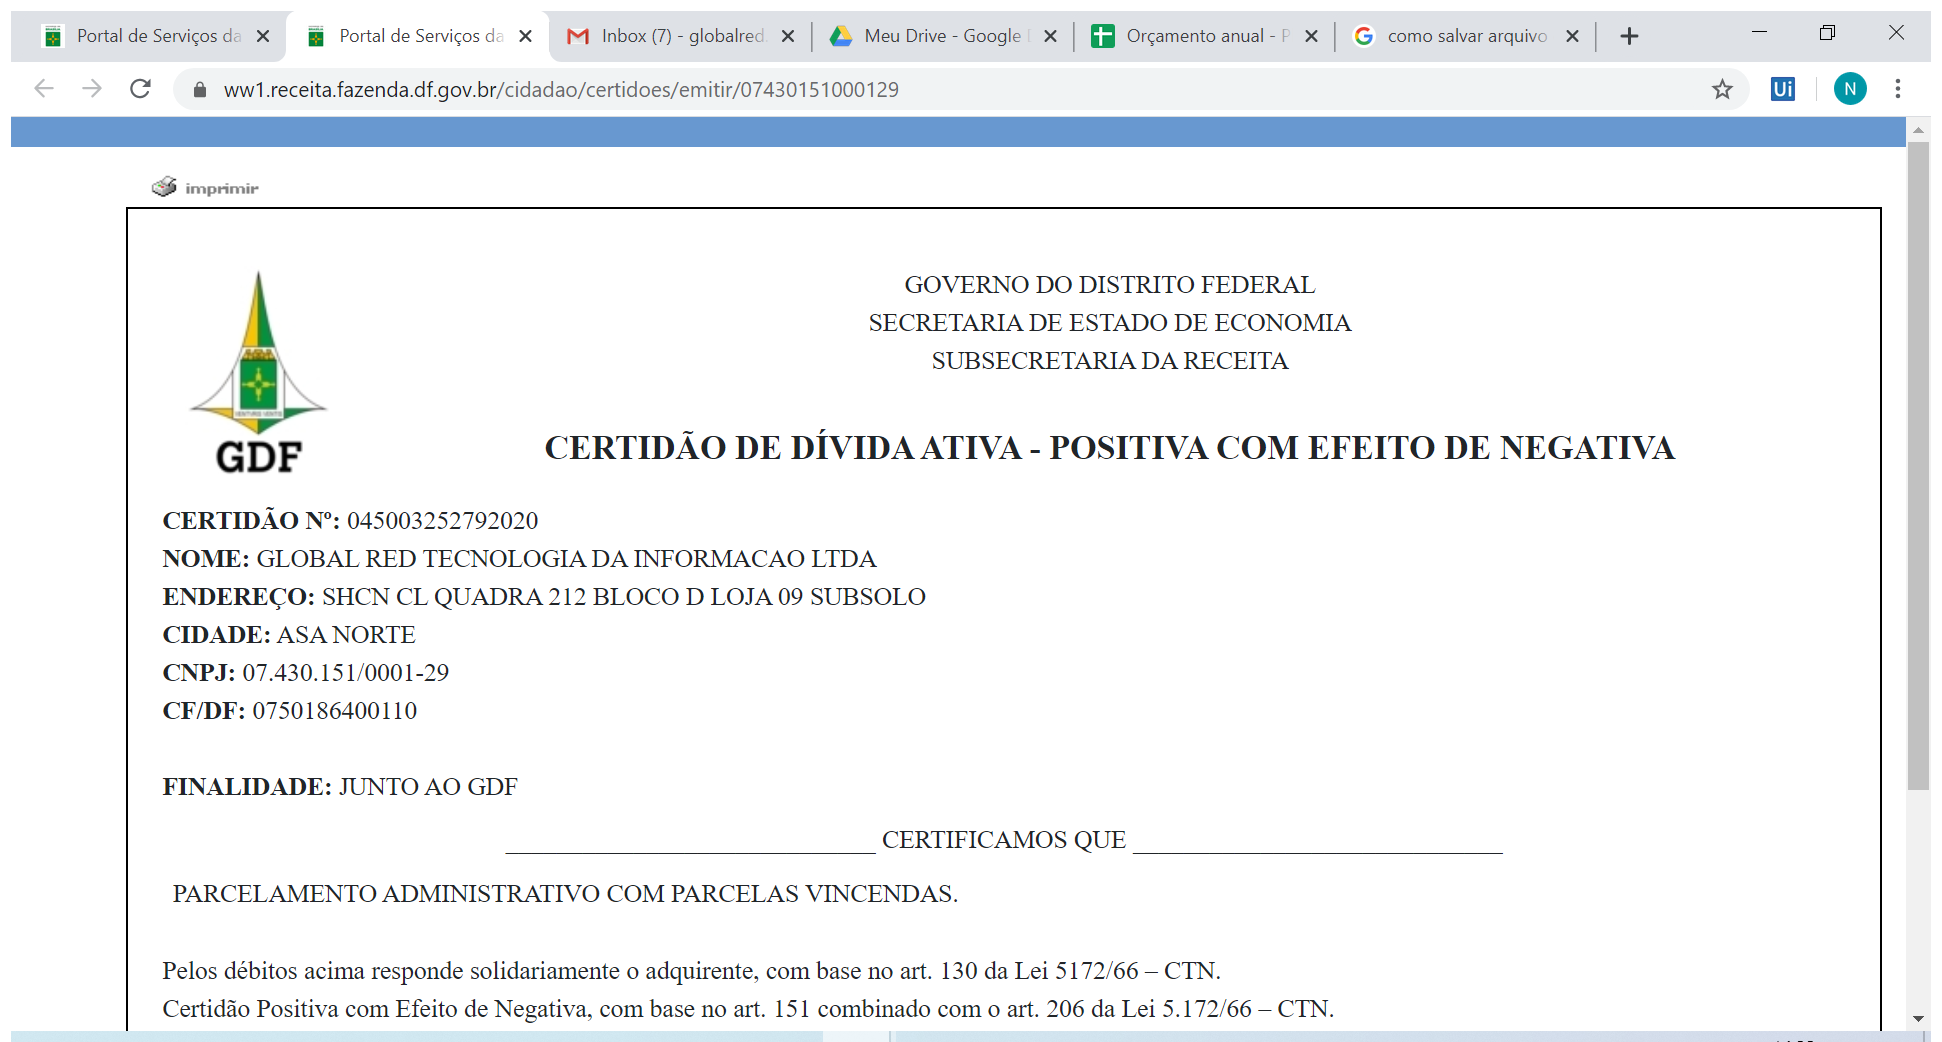 Portal de Serviços da
Portal de Serviços da
Inbox (7) - globalred.
Meu Drive - Google
Orçamento anual - P
como salvar arquivo
ww1.receita.fazenda.df.gov.br/cidadao/certidoes/emitir/07430151000129
Ui
N
imprimir
GDF
GOVERNO DO DISTRITO FEDERAL
SECRETARIA DE ESTADO DE ECONOMIA
SUBSECRETARIA DA RECEITA
CERTIDÃO DE DÍVIDA ATIVA - POSITIVA COM EFEITO DE NEGATIVA
CERTIDÃO Nº: 045003252792020
NOME: GLOBAL RED TECNOLOGIA DA INFORMACAO LTDA
ENDEREÇO: SHCN CL QUADRA 212 BLOCO D LOJA 09 SUBSOLO
CIDADE: ASA NORTE
CNPJ: 07.430.151/0001-29
CF/DF: 0750186400110
FINALIDADE: JUNTO AO GDF
_____________________________ CERTIFICAMOS QUE _____________________________
PARCELAMENTO ADMINISTRATIVO COM PARCELAS VINCENDAS.
Pelos débitos acima responde solidariamente o adquirente, com base no art. 130 da Lei 5172/66 – CTN.
Certidão Positiva com Efeito de Negativa, com base no art. 151 combinado com o art. 206 da Lei 5.172/66 – CTN.